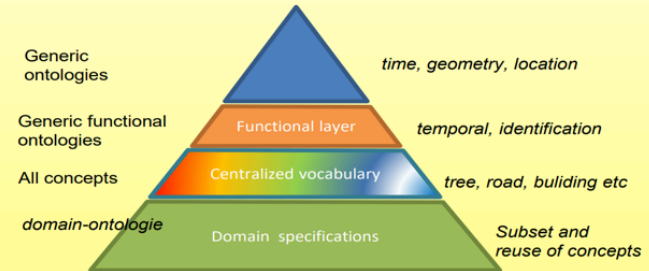 Generic
ontologies
time, geometry, location
Generic functional
ontologies
Functional layer
temporal, identification
All concepts
Centralized vocabulary
tree, road, buliding etc
domain-ontologie
Domain specifications
Subset and
reuse of concepts